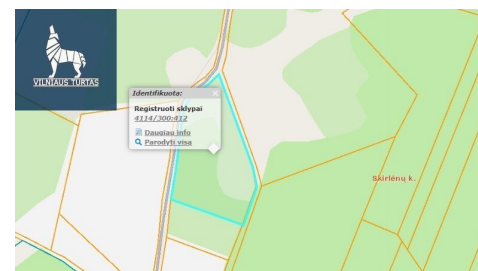 VILNIAUS TURTAS
Identifikuota:
Registruoti sklypai
4114/300:412
Daugiau info
Parodyti visą
Skirlėnų k.